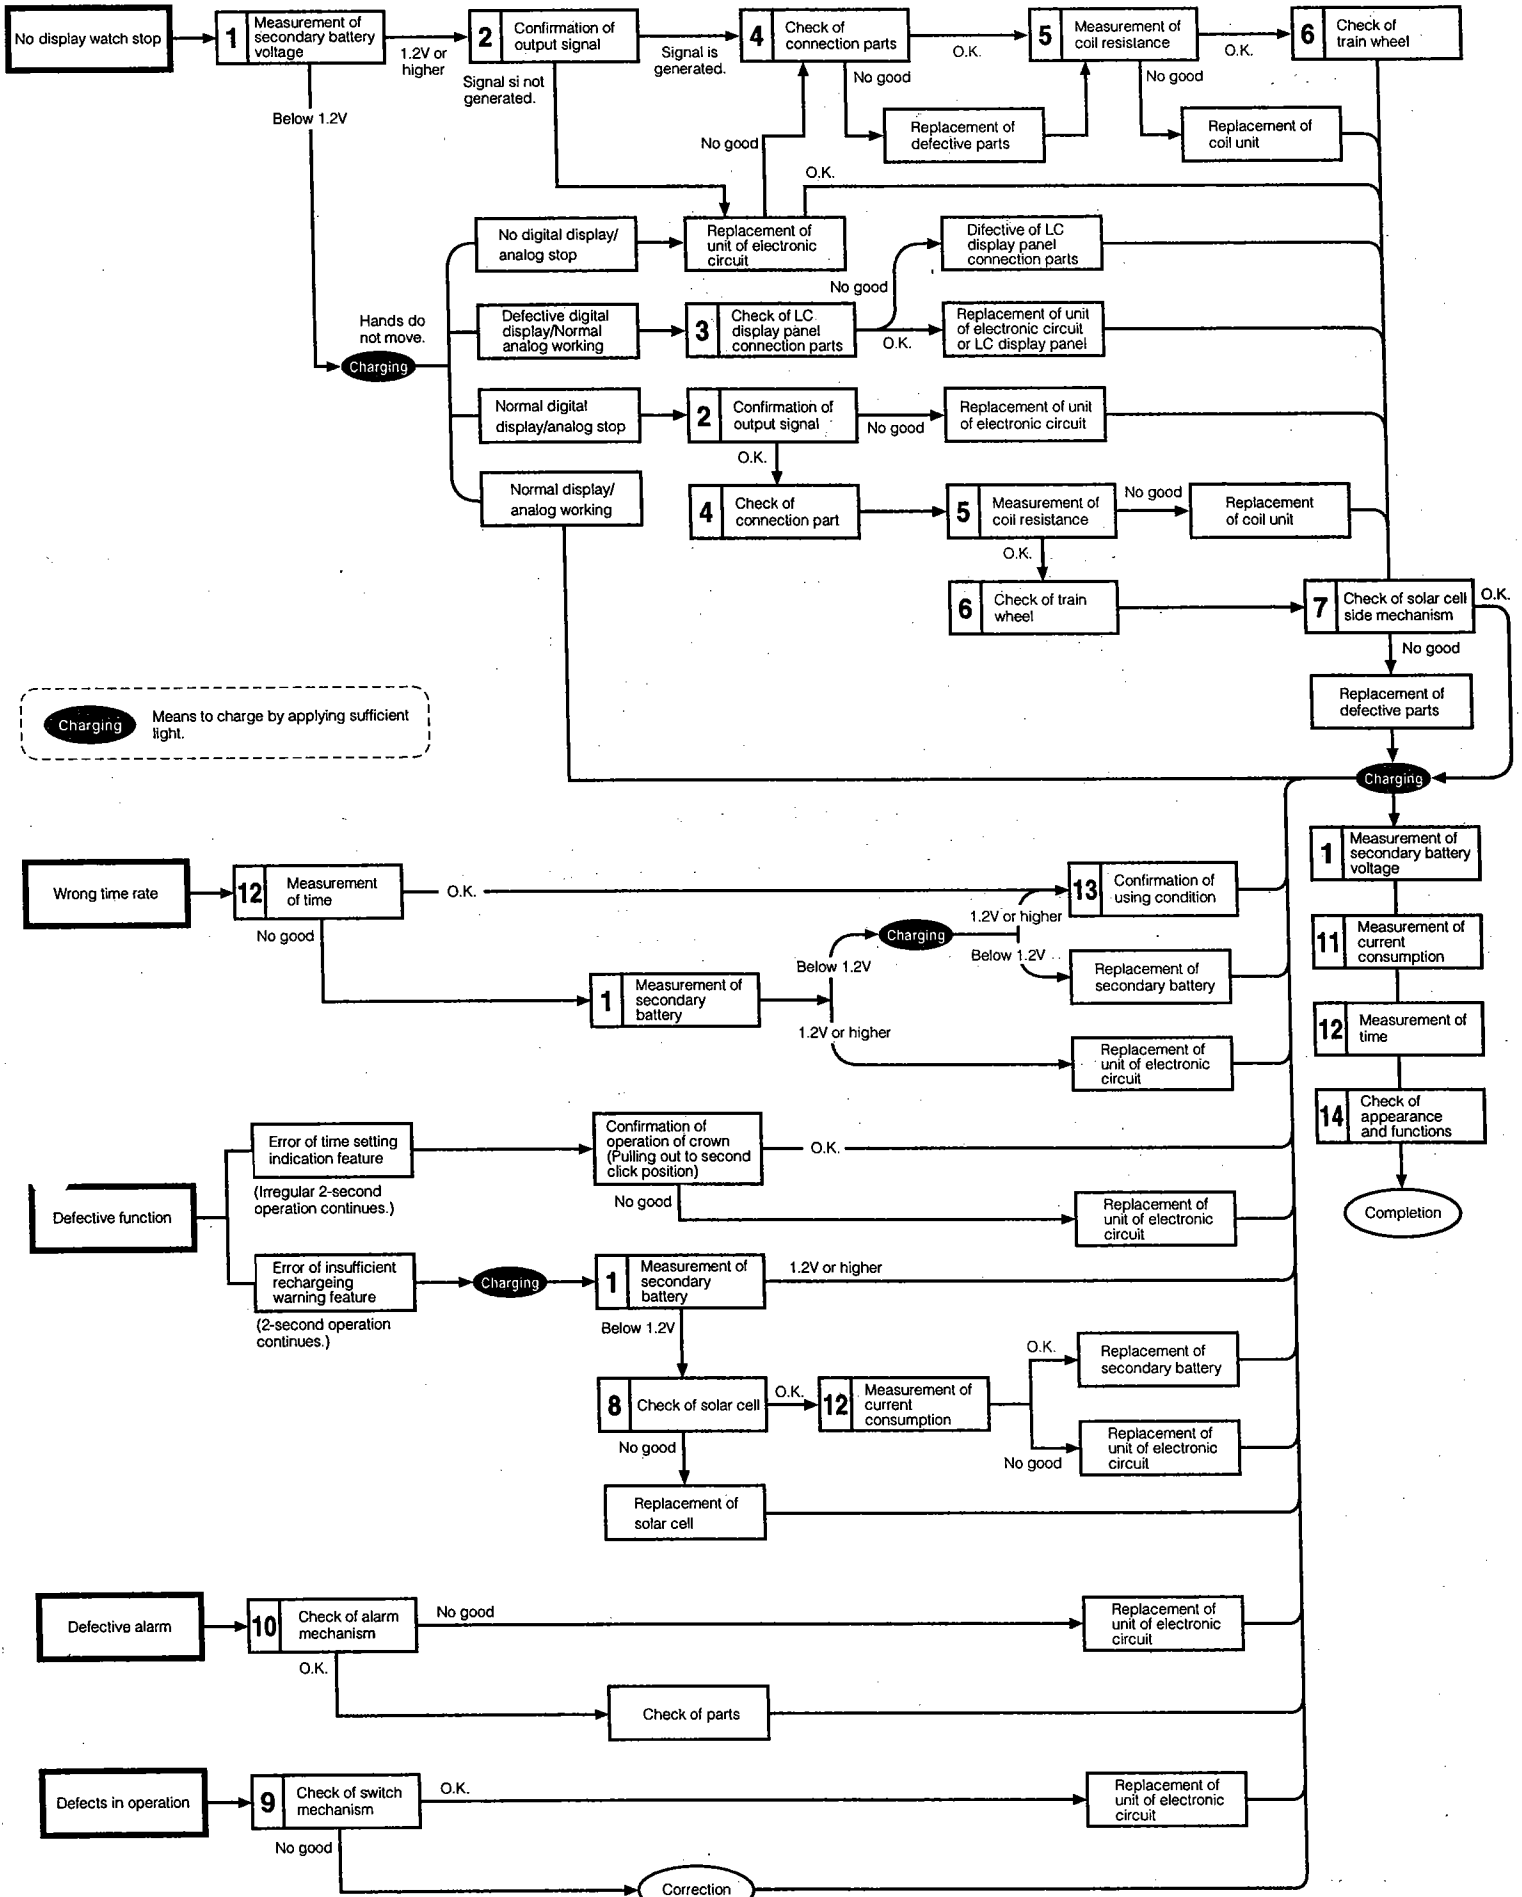 No display watch stop
1
Measurement of
secondary battery
voltage
1.2V or
higher
2
Confirmation of
output signal
Signal is
generated.
4
Check of
connection parts
O.K.
5
Measurement of
coil resistance
O.K.
6
Check of
train wheel
Signal si not
generated.
No good
No good
Below 1.2V
Replacement of
defective parts
Replacement of
coil unit
No good
O.K.
No digital display/
analog stop
Replacement of
unit of electronic
circuit
Difective of LC
display panel
connection parts
No good
Hands do
not move.
Charging
Defective digital
display/Normal
analog working
3
Check of LC
display panel
connection parts
O.K.
Replacement of unit
of electronic circuit
or LC display panel
Normal digital
display/analog stop
2
Confirmation of
output signal
No good
Replacement of unit
of electronic circuit
O.K.
Normal display/
analog working
4
Check of
connection part
5
Measurement of
coil resistance
No good
Replacement
of coil unit
O.K.
6
Check of train
wheel
7
Check of solar cell
side mechanism
O.K.
No good
Replacement of
defective parts
Charging
Means to charge by applying sufficient
light.
Charging
1
Measurement of
secondary battery
voltage
11
Measurement of
current
consumption
12
Measurement of
time
14
Check of
appearance
and functions
Completion
Wrong time rate
12
Measurement
of time
O.K.
13
Confirmation of
using condition
No good
1.2V or higher
Charging
Below 1.2V
Below 1.2V
Replacement of
secondary battery
1
Measurement of
secondary
battery
1.2V or higher
Replacement of
unit of electronic
circuit
Defective function
Error of time setting
indication feature
(Irregular 2-second
operation continues.)
Confirmation of
operation of crown
(Pulling out to second
click position)
O.K.
No good
Replacement of
unit of electronic
circuit
Error of insufficient
rechargeing
warning feature
(2-second operation
continues.)
Charging
1
Measurement of
secondary
battery
1.2V or higher
Below 1.2V
8
Check of solar cell
O.K.
12
Measurement of
current
consumption
O.K.
Replacement of
secondary battery
No good
Replacement of
unit of electronic
circuit
No good
Replacement of
solar cell
Defective alarm
10
Check of alarm
mechanism
No good
Replacement of
unit of electronic
circuit
O.K.
Check of parts
Defects in operation
9
Check of switch
mechanism
O.K.
Replacement of
unit of electronic
circuit
No good
Correction